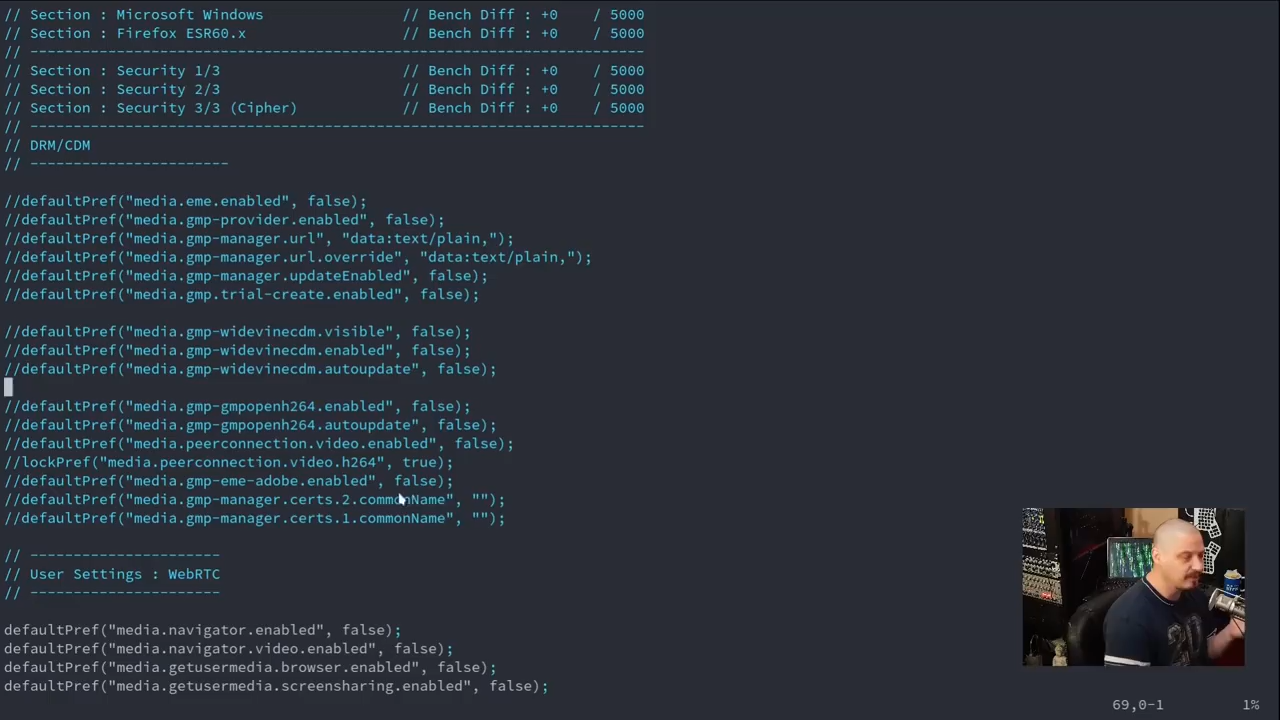 // Section : Microsoft Windows // Bench Diff : +0 / 5000
// Section : Firefox ESR60.x // Bench Diff : +0 / 5000
// ----------------------------------------------------------------------------------
// Section : Security 1/3 // Bench Diff : +0 / 5000
// Section : Security 2/3 // Bench Diff : +0 / 5000
// Section : Security 3/3 (Cipher) // Bench Diff : +0 / 5000
// ----------------------------------------------------------------------------------
// DRM/CDM
// -----------------------
//defaultPref("media.eme.enabled", false);
//defaultPref("media.gmp-provider.enabled", false);
//defaultPref("media.gmp-manager.url", "data:text/plain,");
//defaultPref("media.gmp-manager.url.override", "data:text/plain,");
//defaultPref("media.gmp-manager.updateEnabled", false);
//defaultPref("media.gmp.trial-create.enabled", false);
//defaultPref("media.gmp-widevinecdm.visible", false);
//defaultPref("media.gmp-widevinecdm.enabled", false);
//defaultPref("media.gmp-widevinecdm.autoupdate", false);
//defaultPref("media.gmp-gmpopenh264.enabled", false);
//defaultPref("media.gmp-gmpopenh264.autoupdate", false);
//defaultPref("media.peerconnection.video.enabled", false);
//lockPref("media.peerconnection.video.h264", true);
//defaultPref("media.gmp-eme-adobe.enabled", false);
//defaultPref("media.gmp-manager.certs.2.commonName", "");
//defaultPref("media.gmp-manager.certs.1.commonName", "");
// ----------------------
// User Settings : WebRTC
// ----------------------
defaultPref("media.navigator.enabled", false);
defaultPref("media.navigator.video.enabled", false);
defaultPref("media.getusermedia.browser.enabled", false);
defaultPref("media.getusermedia.screensharing.enabled", false);
69,0-1 1%